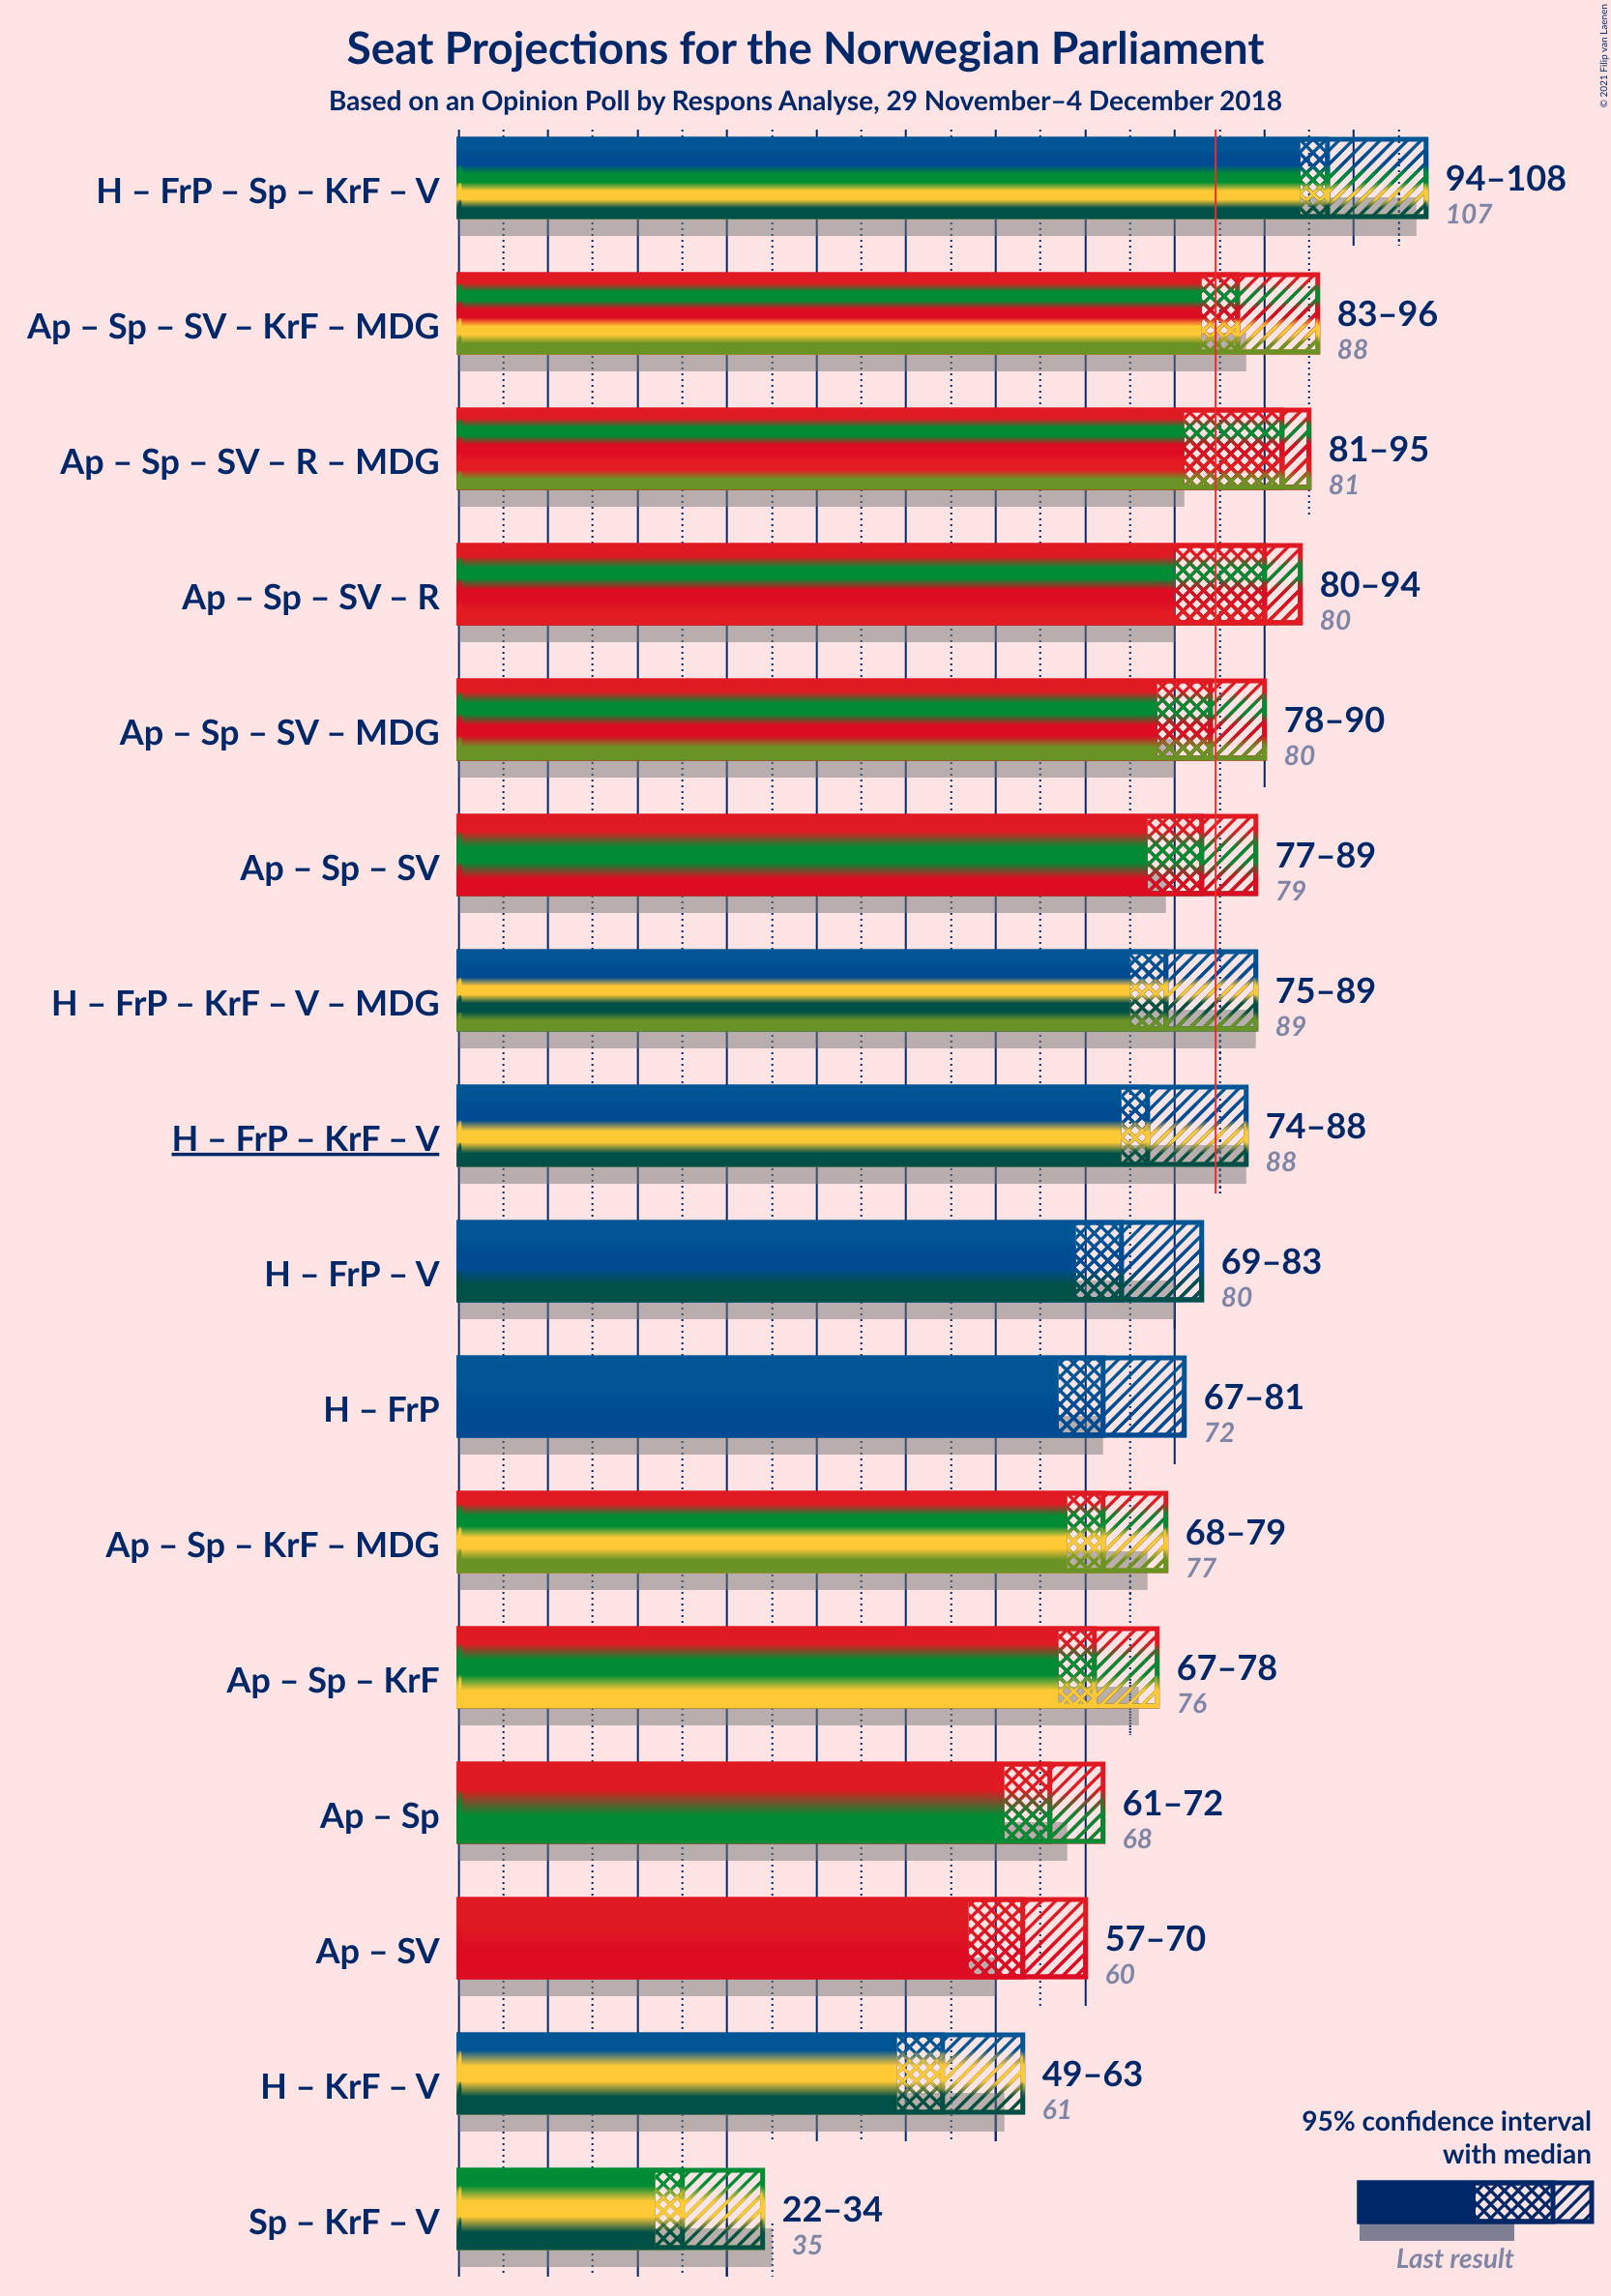 Seat Projections for the Norwegian Parliament
Based on an Opinion Poll by Respons Analyse, 29 November–4 December 2018
© 2021 Filip van Laenen
H – FrP – Sp – KrF – V
94–108
107
Ap – Sp – SV – KrF – MDG
83–96
88
Ap – Sp – SV – R – MDG
81–95
81
Ap – Sp – SV – R
80–94
80
Ap – Sp – SV – MDG
78–90
80
Ap – Sp – SV
77–89
79
H – FrP – KrF – V – MDG
75–89
89
H – FrP – KrF – V
74–88
88
H – FrP – V
69–83
80
H – FrP
67–81
72
Ap – Sp – KrF – MDG
68–79
77
Ap – Sp – KrF
67–78
76
Ap – Sp
61–72
68
Ap – SV
57–70
60
H – KrF – V
49–63
61
Sp – KrF – V
22–34
35
95% confidence interval
with median
Last result